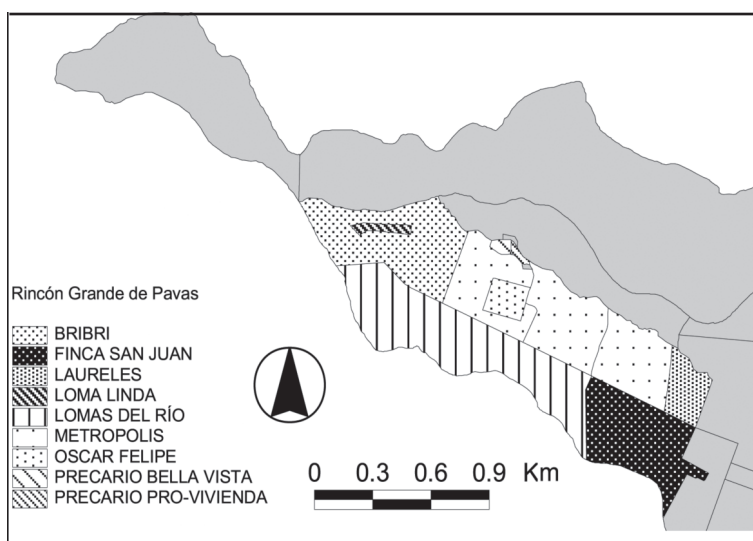 Rincón Grande de Pavas
BRIBRI
FINCA SAN JUAN
LAURELES
LOMA LINDA
LOMAS DEL RÍO
METROPOLIS
OSCAR FELIPE
PRECARIO BELLA VISTA
PRECARIO PRO-VIVIENDA
0 0.3 0.6 0.9 Km